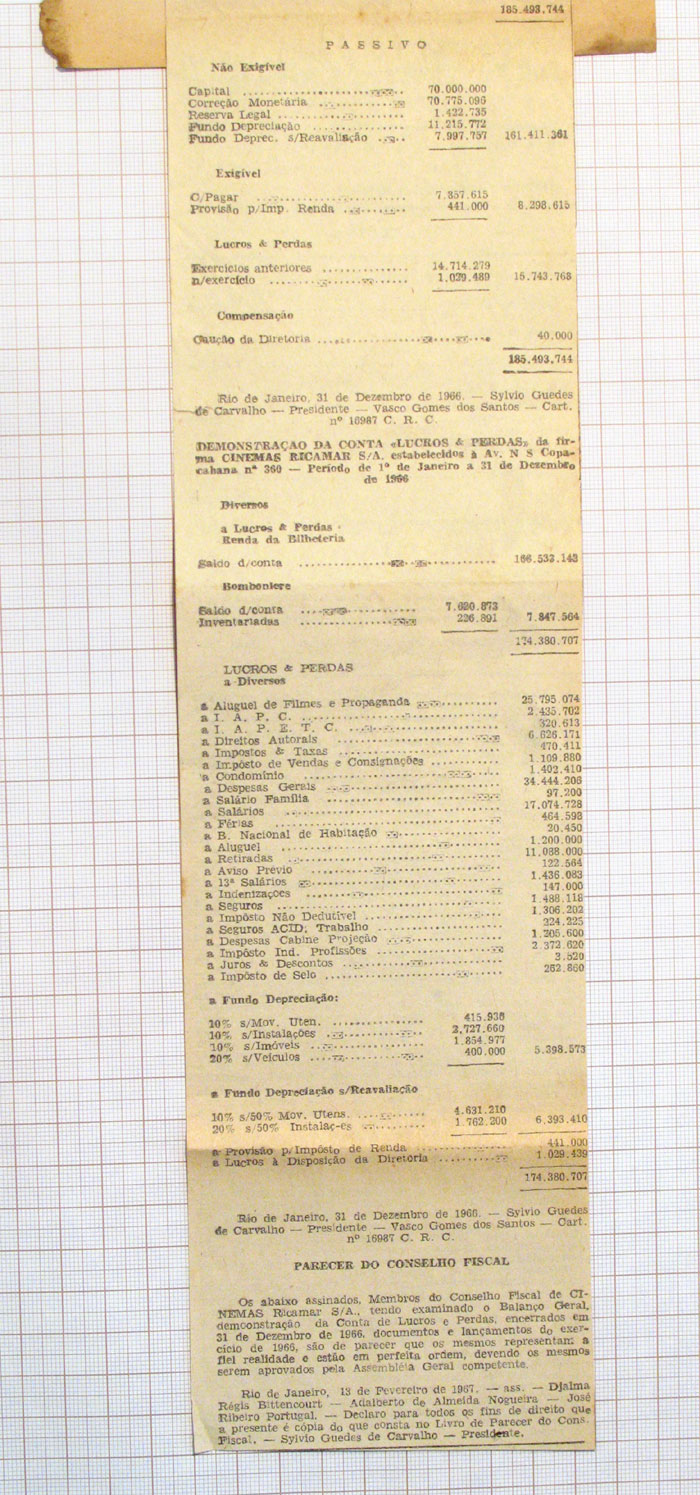 185.493.744
PASSIVO
Não Exigível
Capital ........................ 70.000.000
Correção Monetária ............ 70.775.096
Reserva Legal .................. 1.422.735
Fundo Depreciação .............. 11.215.772
Fundo Deprec. s/Reavaliação .... 7.997.757 161.411.361
Exigível
C/Pagar ........................ 7.857.615
Provisão p/Imp. Renda .......... 441.000 8.298.615
Lucros & Perdas
Exercícios anteriores .............. 14.714.279
n/exercício ...................... 1.029.489 15.743.768
Compensação
Caução da Diretoria ........................ 40.000
185.493.744
Rio de Janeiro, 31 de Dezembro de 1966. — Sylvio Guedes
de Carvalho — Presidente — Vasco Gomes dos Santos — Cart.
nº 16987 C. R. C.
DEMONSTRAÇAO DA CONTA «LUCROS & PERDAS» da fir-
ma CINEMAS RICAMAR S/A. estabelecidos à Av. N S Copa-
cabana nº 360 — Período de 1º de Janeiro a 31 de Dezembro
de 1966
Diversos
a Lucros & Perdas
Renda da Bilheteria
Saldo d/conta .................................. 166.533.143
Bomboniere
Saldo d/conta .................. 7.620.873
Inventariadas .................. 226.891 7.847.564
174.380.707
LUCROS & PERDAS
a Diversos
a Aluguel de Filmes e Propaganda .............. 25.795.074
a I. A. P. C. .................................. 2.435.702
a I. A. P. E. T. C. ............................ 320.613
a Direitos Autorais ............................ 6.626.171
a Impostos & Taxas ............................ 470.411
a Impôsto de Vendas e Consignações ............ 1.109.880
a Condomínio .................................. 1.402.410
a Despesas Gerais .............................. 34.444.206
a Salário Família .............................. 97.200
a Salários .................................... 17.074.728
a Férias ...................................... 464.598
a B. Nacional de Habitação .................... 20.450
a Aluguel ...................................... 1.200.000
a Retiradas .................................... 11.088.000
a Aviso Prévio ................................ 122.564
a 13º Salários ................................ 1.436.083
a Indenizações ................................ 147.000
a Seguros ...................................... 1.488.118
a Impôsto Não Dedutível ........................ 1.306.202
a Seguros ACID; Trabalho ...................... 224.225
a Despesas Cabine Projeção .................... 1.205.600
a Impôsto Ind. Profissões ...................... 2.372.620
a Juros & Descontos ............................ 3.520
a Impôsto de Selo .............................. 262.860
a Fundo Depreciação:
10% s/Mov. Uten. .............. 415.936
10% s/Instalações .............. 2,727.660
10% s/Imóveis .................. 1.854.977
20% s/Veículos ................ 400.000 5.398.573
a Fundo Depreciação s/Reavaliação
10% s/50% Mov. Utens. .......... 4.631.210
20% s/50% Instalaç-es .......... 1.762.200 6.393.410
a Provisão p/Impôsto de Renda .................. 441.000
a Lucros à Disposição da Diretoria .............. 1.029.439
174.380.707
Rio de Janeiro, 31 de Dezembro de 1966. — Sylvio Guedes
de Carvalho — Presidente — Vasco Gomes dos Santos — Cart.
nº 16987 C. R. C.
PARECER DO CONSELHO FISCAL
Os abaixo assinados, Membros do Conselho Fiscal de CI-
NEMAS Ricamar S/A., tendo examinado o Balanço Geral,
demonstração da Conta de Lucros e Perdas, encerrados em
31 de Dezembro de 1966, documentos e lançamentos do exer-
cício de 1966, são de parecer que os mesmos representam a
fiel realidade e estão em perfeita ordem, devendo os mesmos
serem aprovados pela Assembléta Geral competente.
Rio de Janeiro, 13 de Fevereiro de 1967. — ass. — Djalma
Régis Bittencourt — Adalberto de Almeida Nogueira — José
Ribeiro Portugal. — Declaro para todos os fins de direito que
a presente é cópia do que consta no Livro de Parecer do Cons.
Fiscal. — Sylvio Guedes de Carvalho — Presidente.